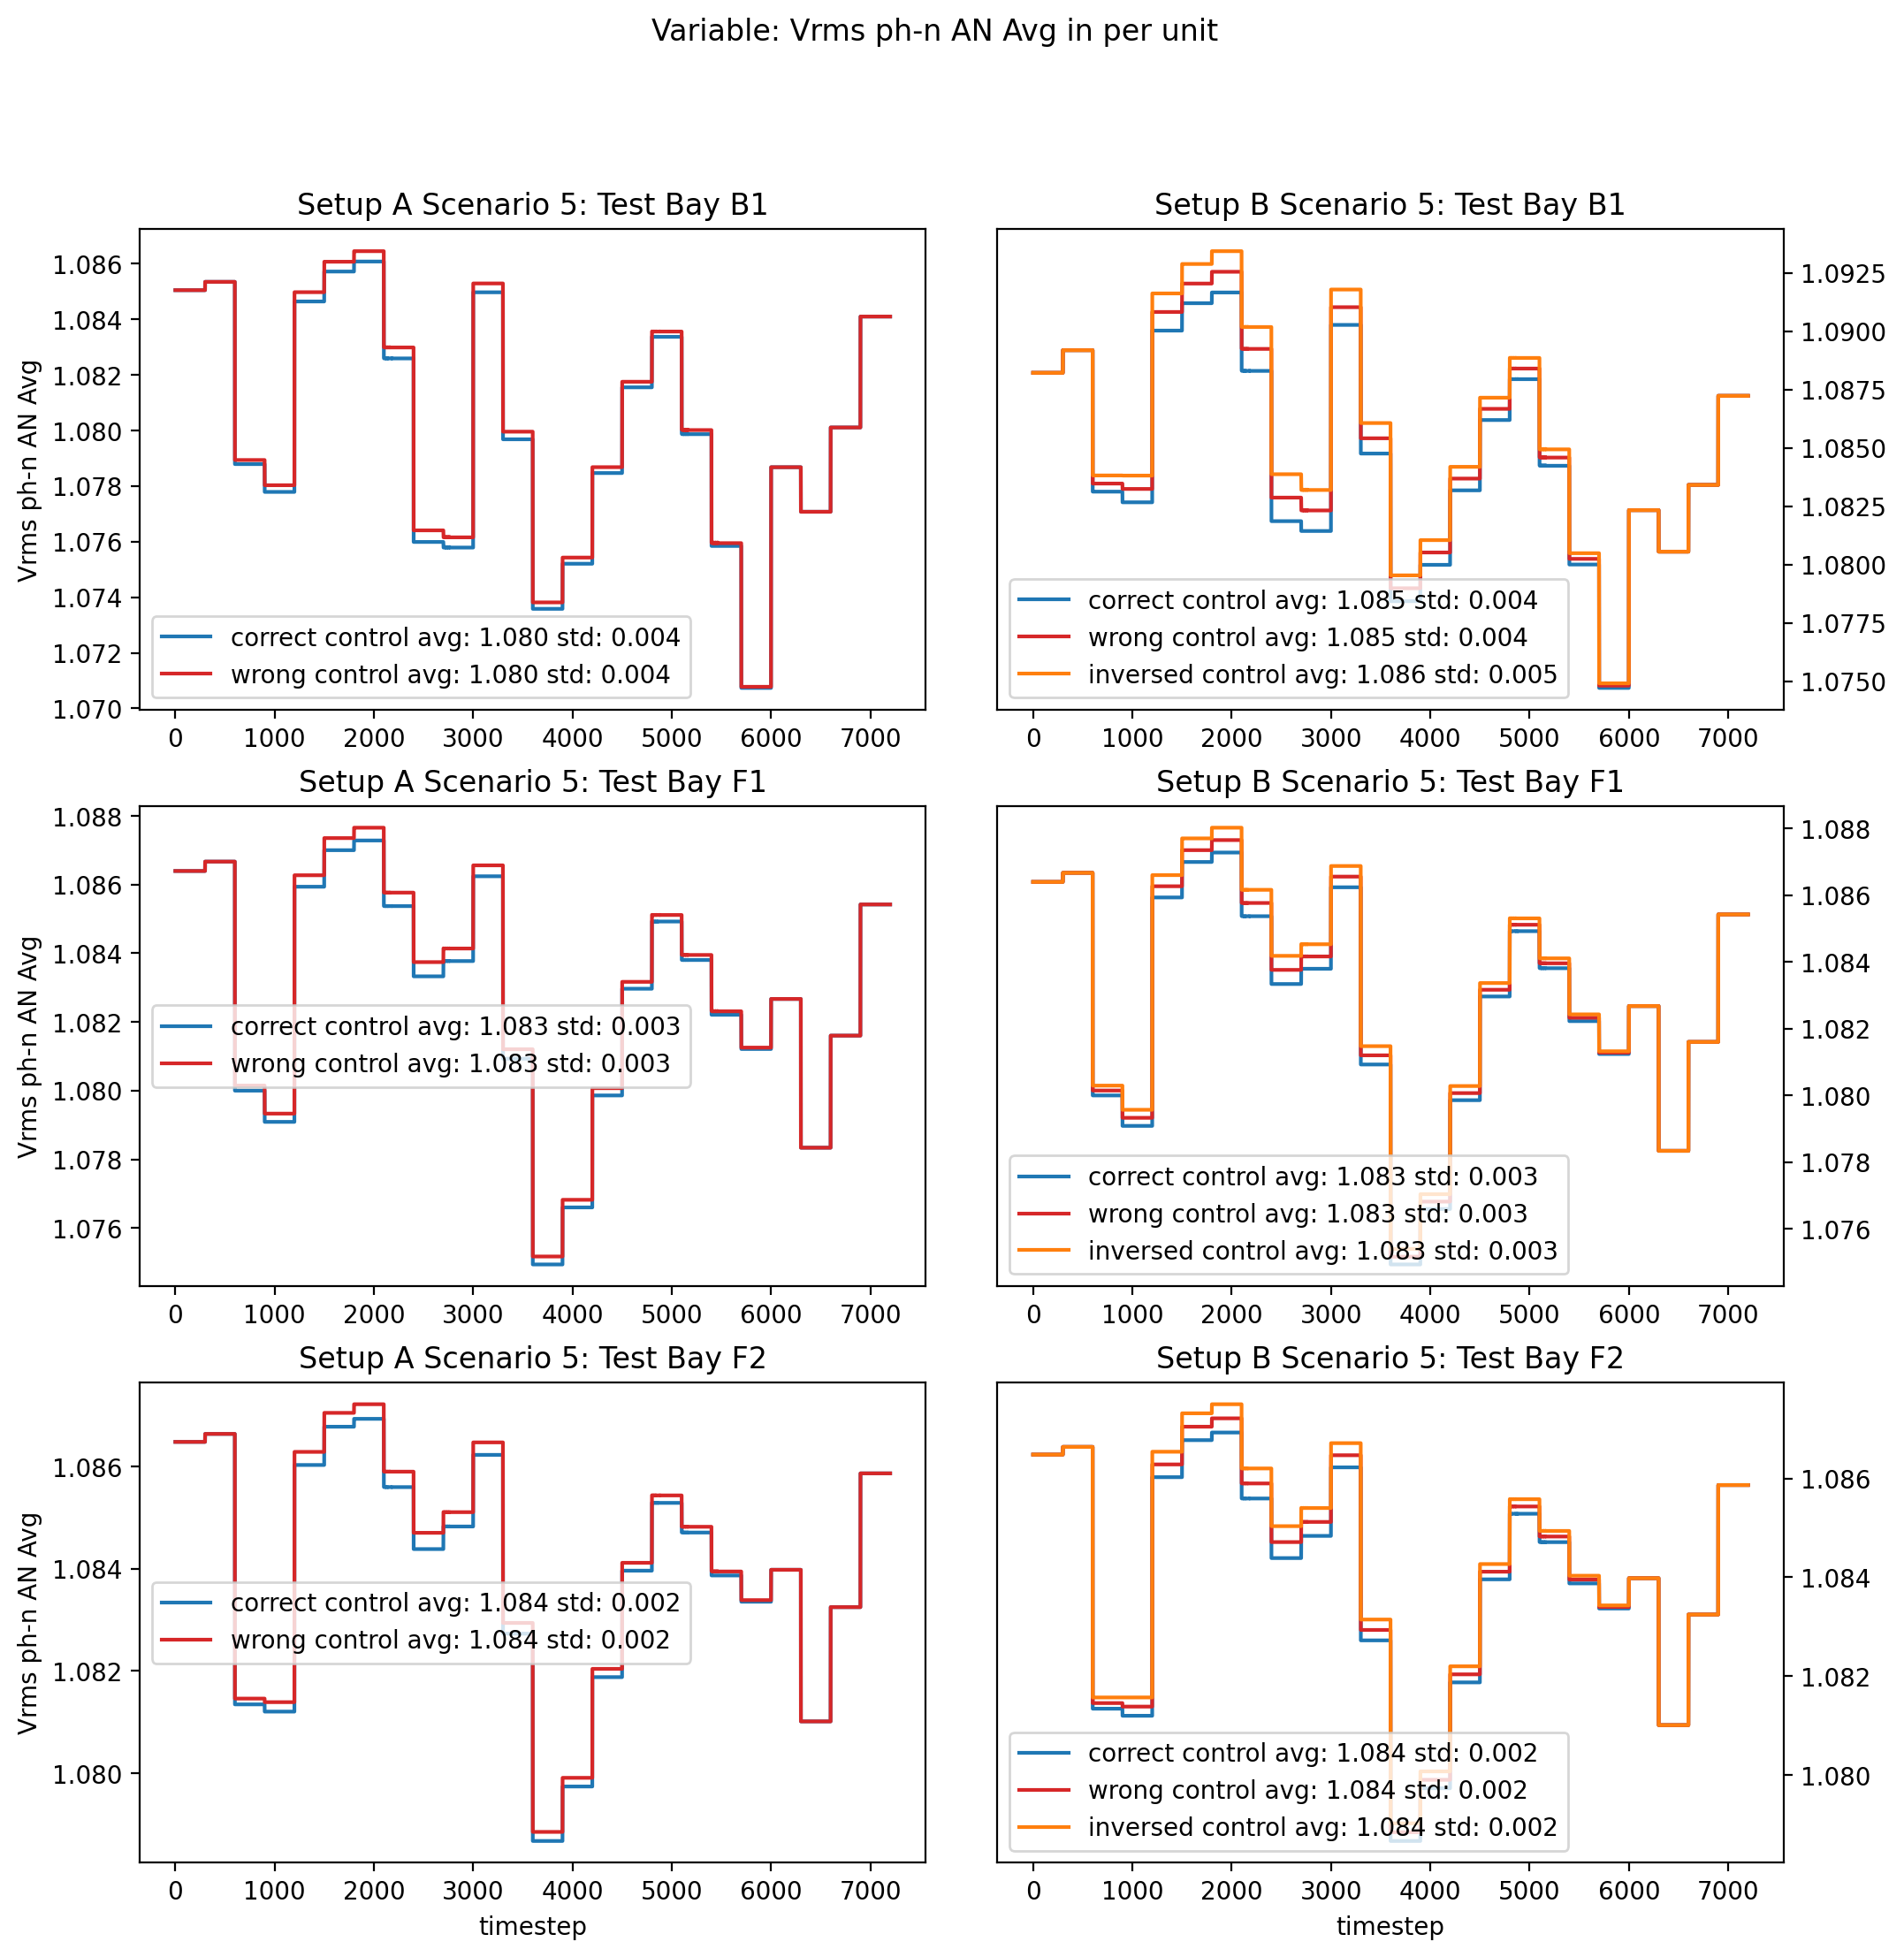 Variable: Vrms ph-n AN Avg in per unit
Setup A Scenario 5: Test Bay B1
Vrms ph-n AN Avg
1.086
1.084
1.082
1.080
1.078
1.076
1.074
1.072
1.070
correct control avg: 1.080 std: 0.004
wrong control avg: 1.080 std: 0.004
0 1000 2000 3000 4000 5000 6000 7000
Setup B Scenario 5: Test Bay B1
1.0925
1.0900
1.0875
1.0850
1.0825
1.0800
1.0775
1.0750
correct control avg: 1.085 std: 0.004
wrong control avg: 1.085 std: 0.004
inversed control avg: 1.086 std: 0.005
0 1000 2000 3000 4000 5000 6000 7000
Setup A Scenario 5: Test Bay F1
Vrms ph-n AN Avg
1.088
1.086
1.084
1.082
1.080
1.078
1.076
correct control avg: 1.083 std: 0.003
wrong control avg: 1.083 std: 0.003
0 1000 2000 3000 4000 5000 6000 7000
Setup B Scenario 5: Test Bay F1
1.088
1.086
1.084
1.082
1.080
1.078
1.076
correct control avg: 1.083 std: 0.003
wrong control avg: 1.083 std: 0.003
inversed control avg: 1.083 std: 0.003
0 1000 2000 3000 4000 5000 6000 7000
Setup A Scenario 5: Test Bay F2
Vrms ph-n AN Avg
1.086
1.084
1.082
1.080
correct control avg: 1.084 std: 0.002
wrong control avg: 1.084 std: 0.002
0 1000 2000 3000 4000 5000 6000 7000
timestep
Setup B Scenario 5: Test Bay F2
1.086
1.084
1.082
1.080
correct control avg: 1.084 std: 0.002
wrong control avg: 1.084 std: 0.002
inversed control avg: 1.084 std: 0.002
0 1000 2000 3000 4000 5000 6000 7000
timestep